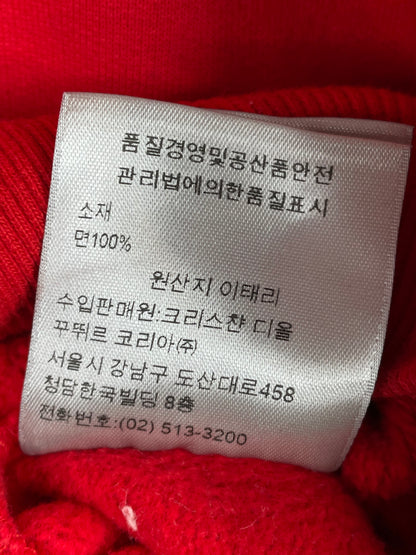 품질경영및공산품안전
관리법에의한품질표시
소재
면100%
원산지 이태리
수입판매원:크리스챤 디올
꾸뛰르 코리아㈜
서울시 강남구 도산대로458
청담한국빌딩 8층
전화번호:(02) 513-3200